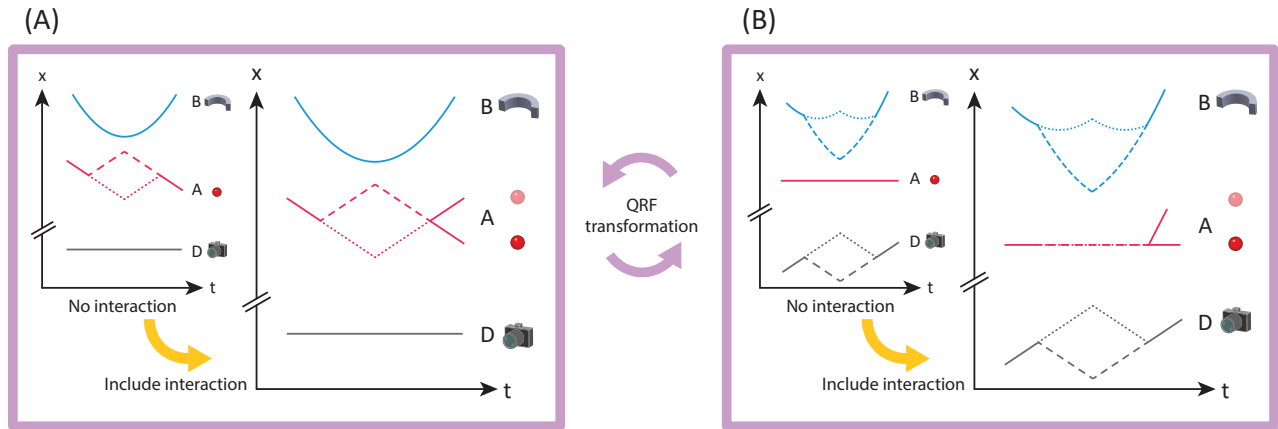 (A)
x
B
A
D
t
No interaction
Include interaction
x
B
A
D
t
QRF
transformation
(B)
x
B
A
D
t
No interaction
Include interaction
x
B
A
D
t